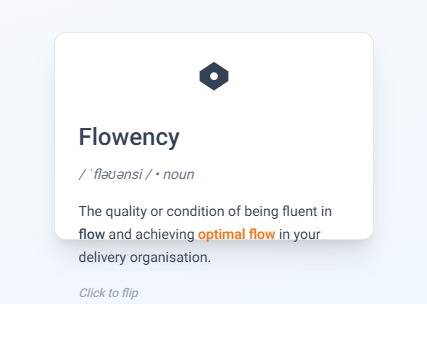 Flowency
/ ˈfləʊənsi / • noun
The quality or condition of being fluent in
flow and achieving optimal flow in your
delivery organisation.
Click to flip